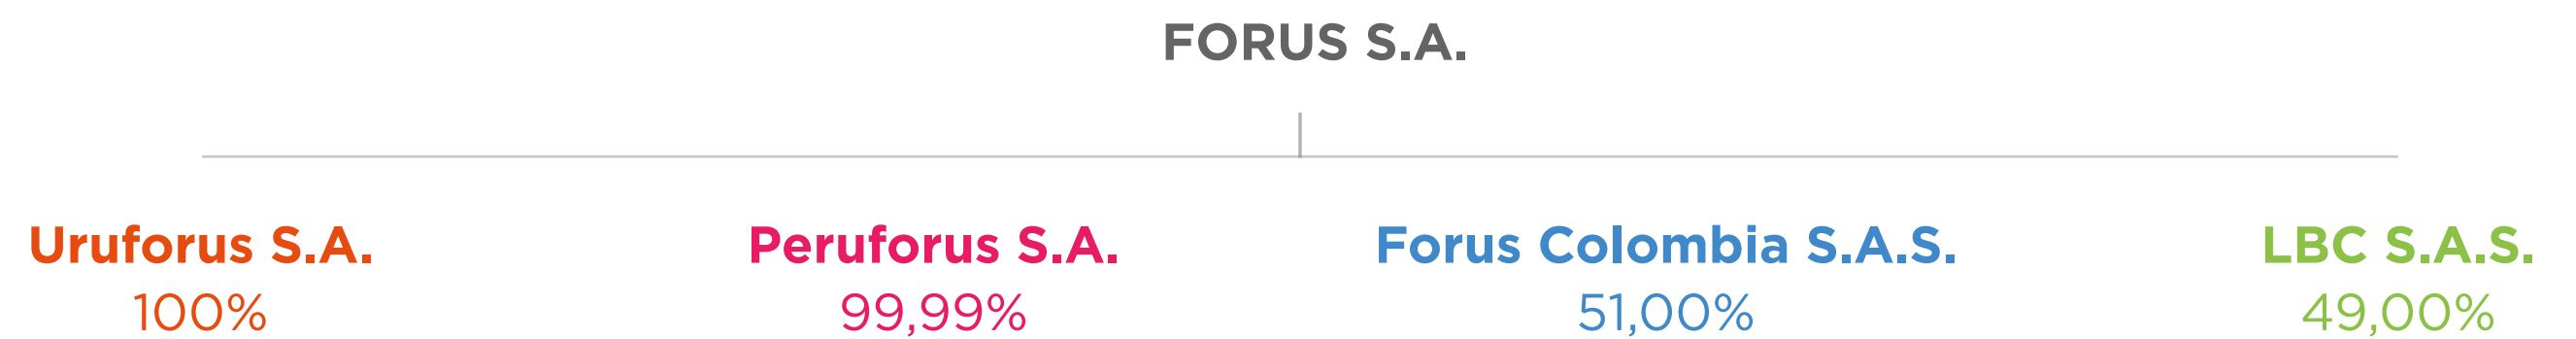 FORUS S.A.
Uruforus S.A.
100%
Peruforus S.A.
99,99%
Forus Colombia S.A.S.
51,00%
LBC S.A.S.
49,00%